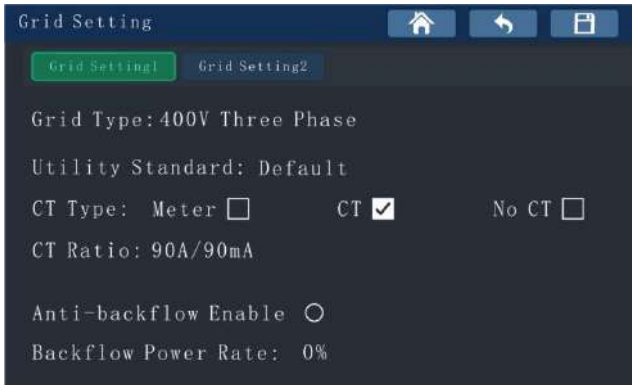 Grid Setting
Grid Setting1 Grid Setting2
Grid Type: 400V Three Phase
Utility Standard: Default
CT Type: Meter CT No CT
CT Ratio: 90A/90mA
Anti-backflow Enable
Backflow Power Rate: 0%